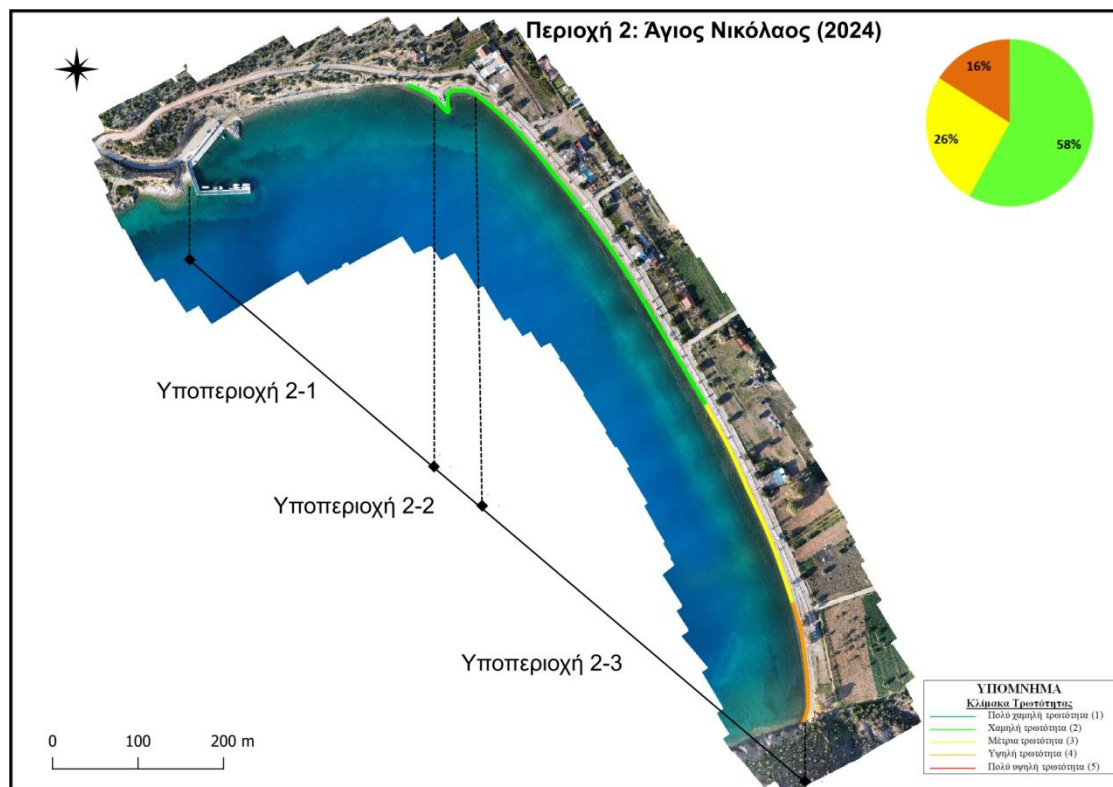 Περιοχή 2: Άγιος Νικόλαος (2024)
16%
26%
58%
Υποπεριοχή 2-1
Υποπεριοχή 2-2
Υποπεριοχή 2-3
0 100 200 m
ΥΠΟΜΝΗΜΑ
Κλίμακα Τρωτότητας
Πολύ χαμηλή τρωτότητα (1)
Χαμηλή τρωτότητα (2)
Μέτρια τρωτότητα (3)
Υψηλή τρωτότητα (4)
Πολύ υψηλή τρωτότητα (5)